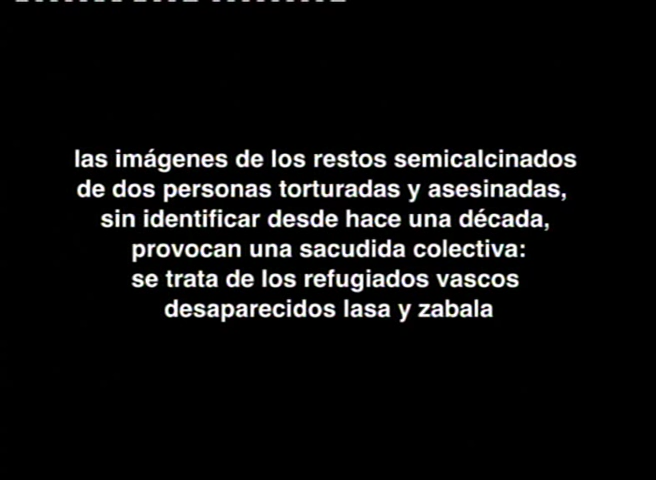 las imágenes de los restos semicalcinados
de dos personas torturadas y asesinadas,
sin identificar desde hace una década,
provocan una sacudida colectiva:
se trata de los refugiados vascos
desaparecidos lasa y zabala